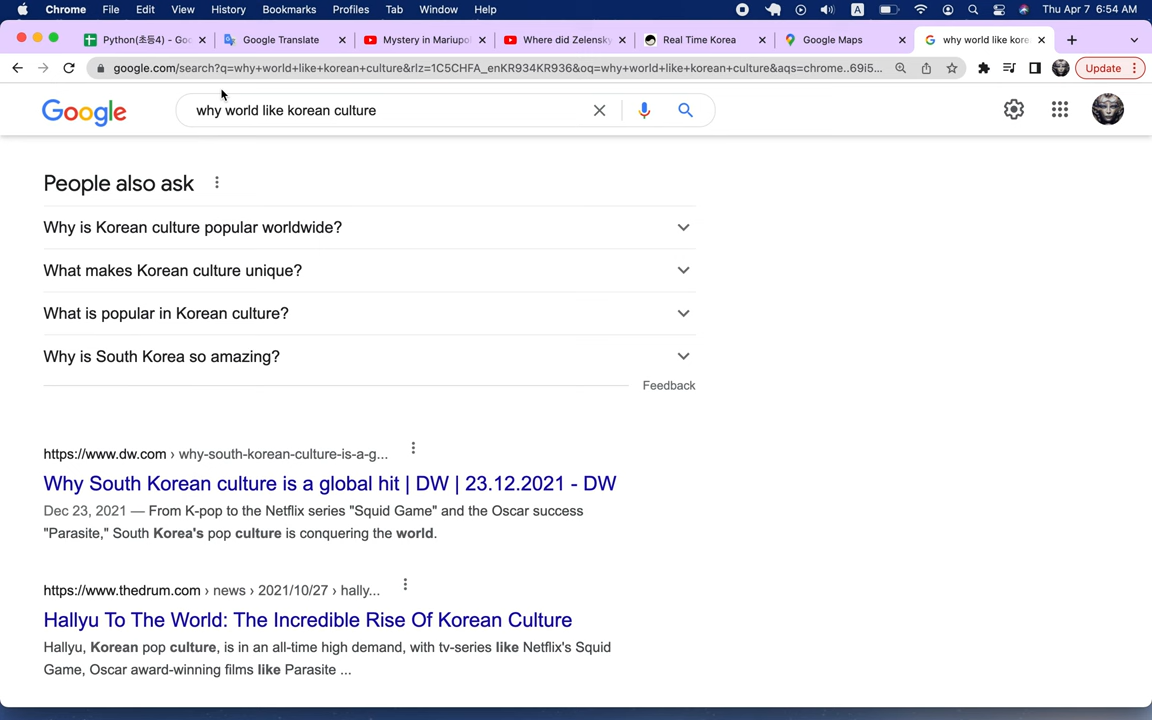 Chrome File Edit View History Bookmarks Profiles Tab Window Help A Thu Apr 7 6:54 AM
Python(초등4) - Goo Google Translate Mystery in Mariupo Where did Zelensky Real Time Korea Google Maps why world like kore
google.com/search?q=why+world+like+korean+culture&rlz=1C5CHFA_enKR934KR936&oq=why+world+like+korean+culture&aqs=chrome..69i5... Update
Google why world like korean culture
People also ask
Why is Korean culture popular worldwide?
What makes Korean culture unique?
What is popular in Korean culture?
Why is South Korea so amazing?
Feedback
https://www.dw.com › why-south-korean-culture-is-a-g...
Why South Korean culture is a global hit | DW | 23.12.2021 - DW
Dec 23, 2021 — From K-pop to the Netflix series "Squid Game" and the Oscar success
"Parasite," South Korea's pop culture is conquering the world.
https://www.thedrum.com › news › 2021/10/27 › hally...
Hallyu To The World: The Incredible Rise Of Korean Culture
Hallyu, Korean pop culture, is in an all-time high demand, with tv-series like Netflix's Squid
Game, Oscar award-winning films like Parasite ...